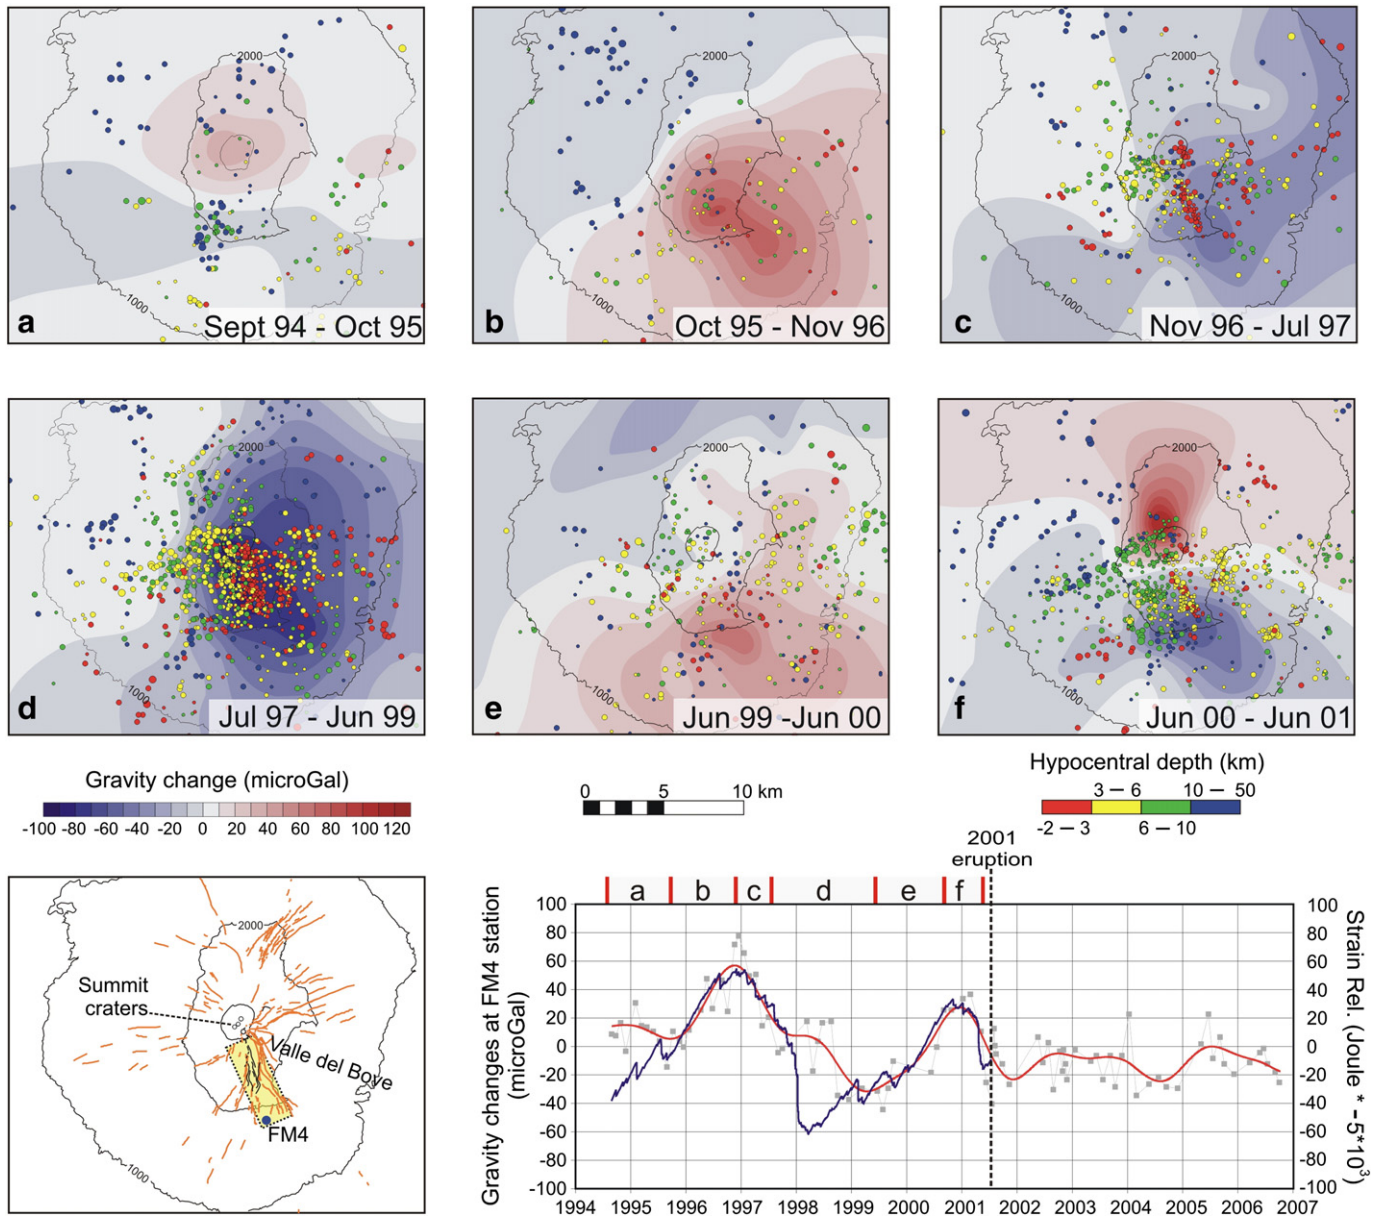 2000
1000
a
Sept 94 - Oct 95
2000
1000
b
Oct 95 - Nov 96
2000
1000
c
Nov 96 - Jul 97
2000
1000
d
Jul 97 - Jun 99
2000
1000
e
Jun 99 -Jun 00
2000
1000
f
Jun 00 - Jun 01
Gravity change (microGal)
-100 -80 -60 -40 -20 0 20 40 60 80 100 120
0 5 10 km
Hypocentral depth (km)
3 – 6 10 – 50
-2 – 3 6 – 10
2000
Summit
craters
Valle del Bove
FM4
1000
2001
eruption
a b c d e f
Gravity changes at FM4 station
(microGal)
100
80
60
40
20
0
-20
-40
-60
-80
-100
100
80
60
40
20
0
-20
-40
-60
-80
-100
Strain Rel. (Joule * -5*10³)
1994 1995 1996 1997 1998 1999 2000 2001 2002 2003 2004 2005 2006 2007